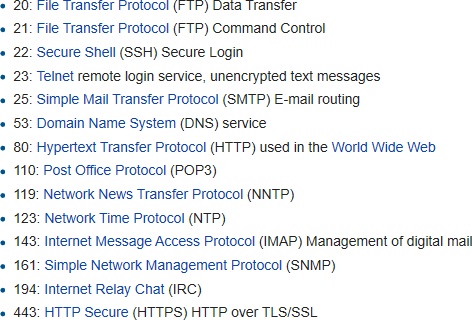 20: File Transfer Protocol (FTP) Data Transfer
21: File Transfer Protocol (FTP) Command Control
22: Secure Shell (SSH) Secure Login
23: Telnet remote login service, unencrypted text messages
25: Simple Mail Transfer Protocol (SMTP) E-mail routing
53: Domain Name System (DNS) service
80: Hypertext Transfer Protocol (HTTP) used in the World Wide Web
110: Post Office Protocol (POP3)
119: Network News Transfer Protocol (NNTP)
123: Network Time Protocol (NTP)
143: Internet Message Access Protocol (IMAP) Management of digital mail
161: Simple Network Management Protocol (SNMP)
194: Internet Relay Chat (IRC)
443: HTTP Secure (HTTPS) HTTP over TLS/SSL